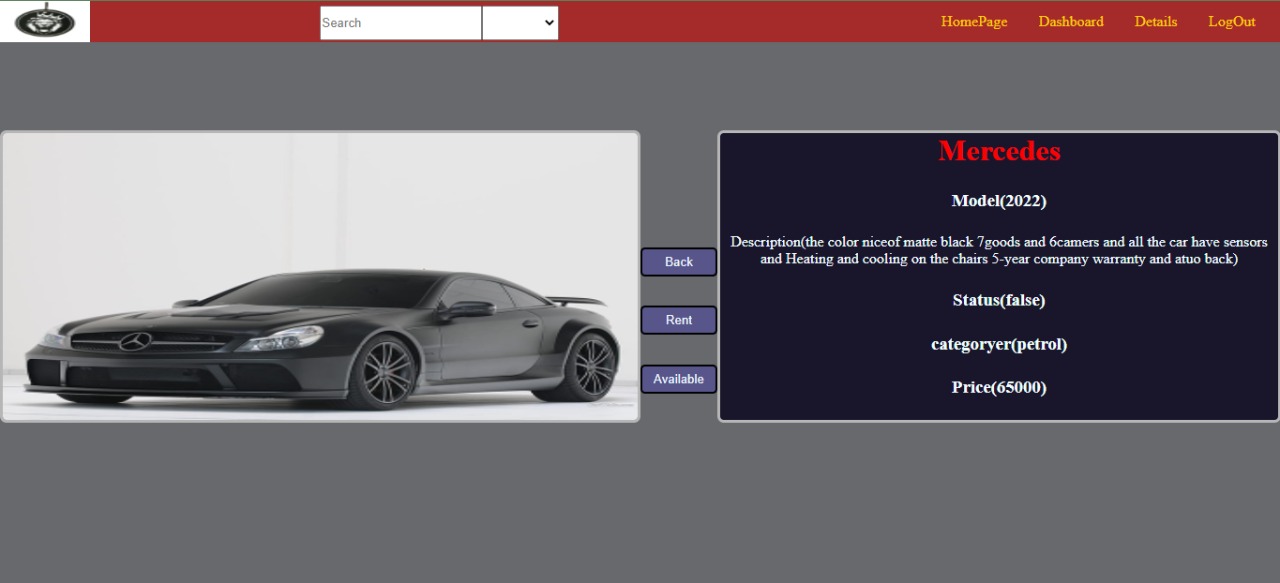 Search
HomePage Dashboard Details LogOut
Back
Rent
Available
Mercedes
Model(2022)
Description(the color niceof matte black 7goods and 6camers and all the car have sensors
and Heating and cooling on the chairs 5-year company warranty and atuo back)
Status(false)
categoryer(petrol)
Price(65000)